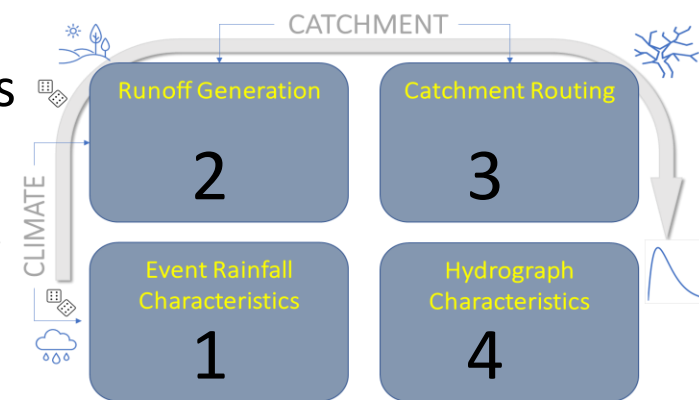 CATCHMENT
s
Runoff Generation
2
Catchment Routing
3
CLIMATE
Event Rainfall
Characteristics
1
Hydrograph
Characteristics
4